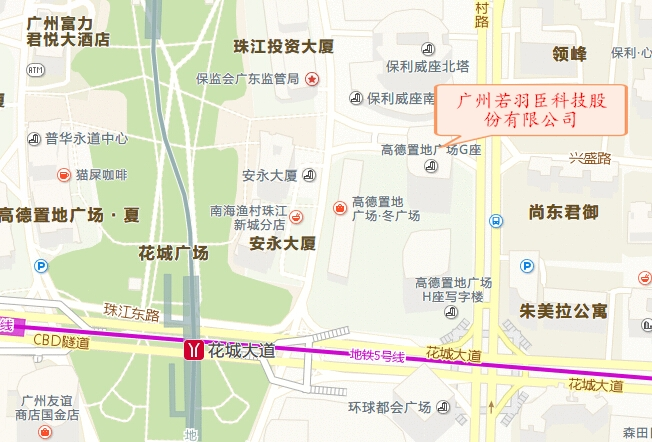 广州富力
君悦大酒店
ATM
珠江投资大厦
保监会广东监管局
保利威座北塔
保利威座南
村
路
领峰
保利·心
广州若羽臣科技股
份有限公司
厦
普华永道中心
猫屎咖啡
高德置地广场G座
兴盛路
安永大厦
高德置地
广场·冬广场
高德置地广场·夏
南海渔村珠江
新城分店
安永大厦
尚东君御
花城广场
P
P
高德置地广场
H座写字楼
朱美拉公寓
珠江东路
线
CBD隧道
花城大道
地铁5号线
花城大道
花城大道
广州友谊
商店国金店
地
环球都会广场
森田